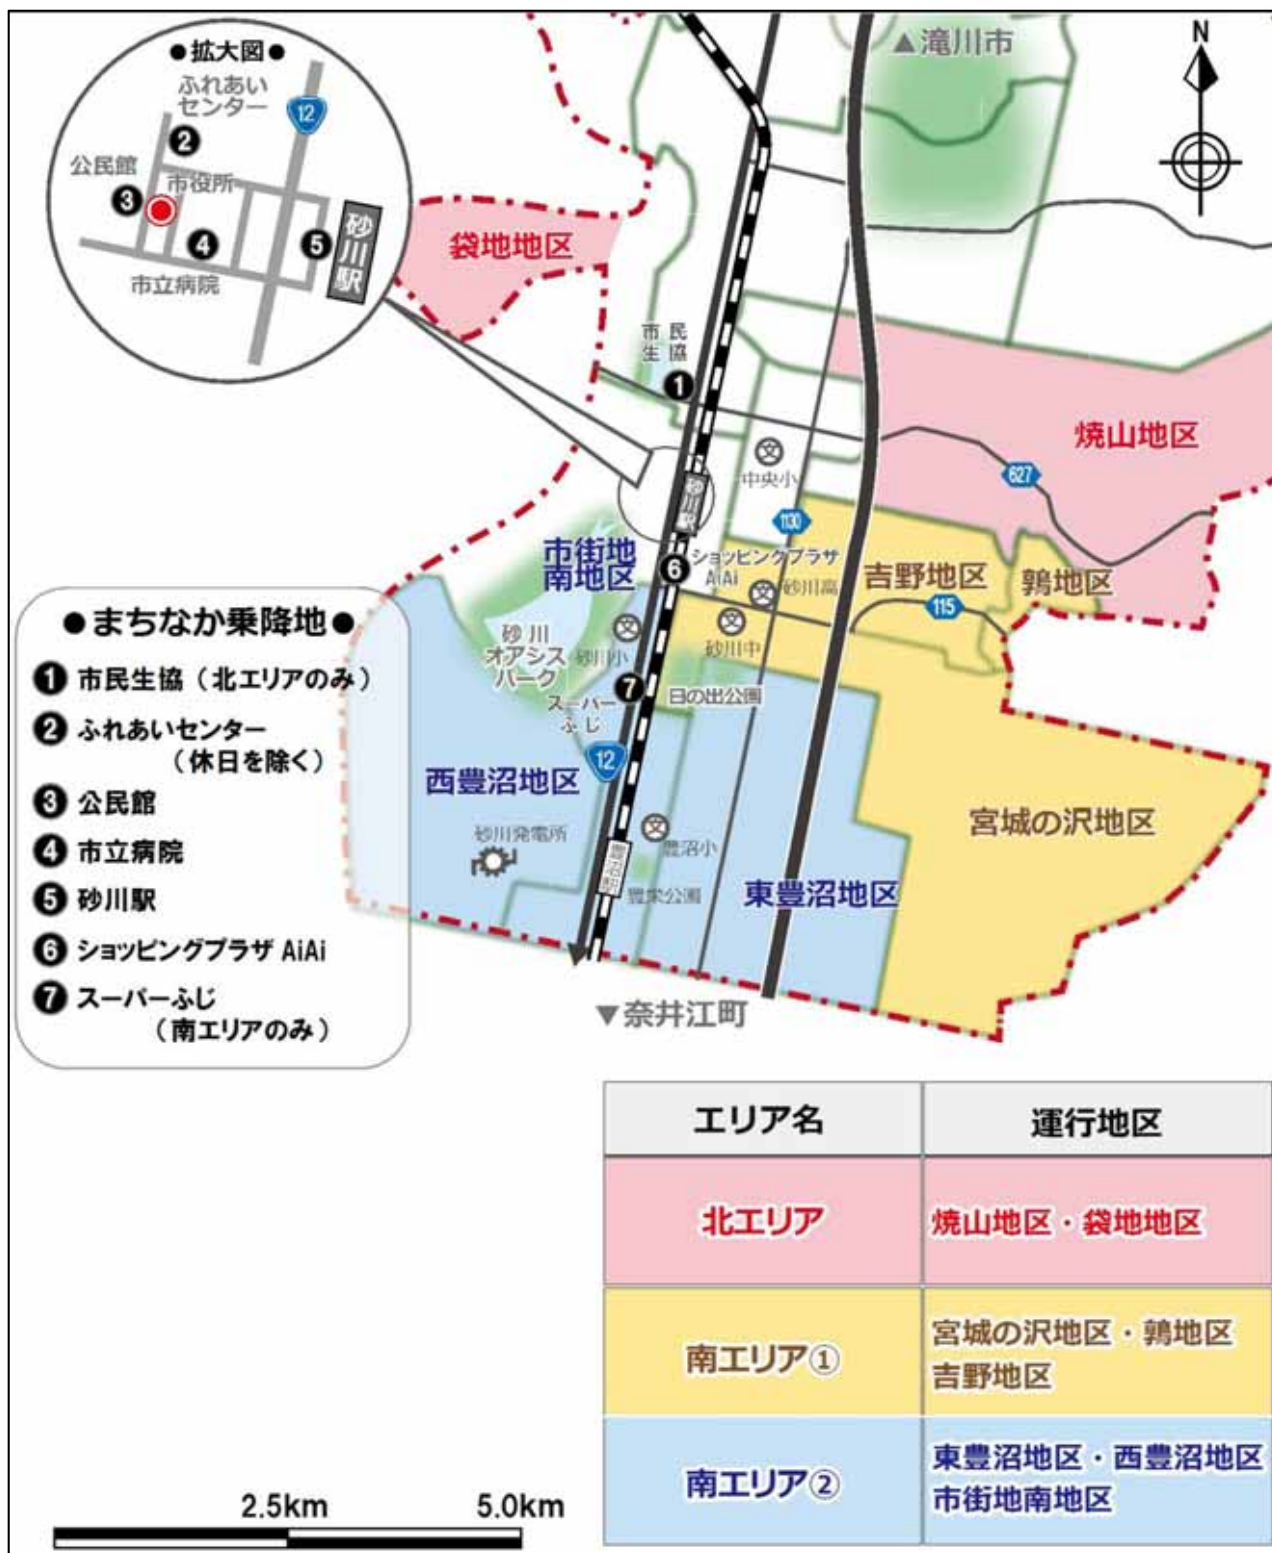 ●拡大図●
ふれあい
センター
12
2
公民館
市役所
3
4
5
砂川駅
市立病院
▲滝川市
N
袋地地区
市民
生協
1
焼山地区
627
中央小
砂川駅
1130
市街地
南地区
ショッピングプラザ
AiAi
6
砂川高
吉野地区
鶉地区
115
砂川
オアシス
パーク
砂川小
砂川中
7
日の出公園
スーパー
ふじ
12
西豊沼地区
宮城の沢地区
砂川発電所
豊沼小
豊沼駅
豊栄公園
東豊沼地区
▼奈井江町
●まちなか乗降地●
1 市民生協（北エリアのみ）
2 ふれあいセンター
（休日を除く）
3 公民館
4 市立病院
5 砂川駅
6 ショッピングプラザ AiAi
7 スーパーふじ
（南エリアのみ）
エリア名 運行地区
北エリア 焼山地区・袋地地区
南エリア① 宮城の沢地区・鶉地区
吉野地区
南エリア② 東豊沼地区・西豊沼地区
市街地南地区
2.5km 5.0km